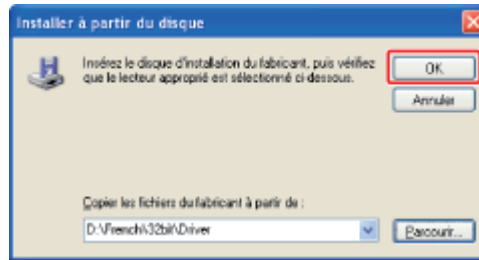 Installer à partir du disque
Insérez le disque d'installation du fabricant, puis vérifiez
que le lecteur approprié est sélectionné ci-dessous.
OK
Annuler
Copier les fichiers du fabricant à partir de :
D:\French\32bit\Driver
Parcourir...